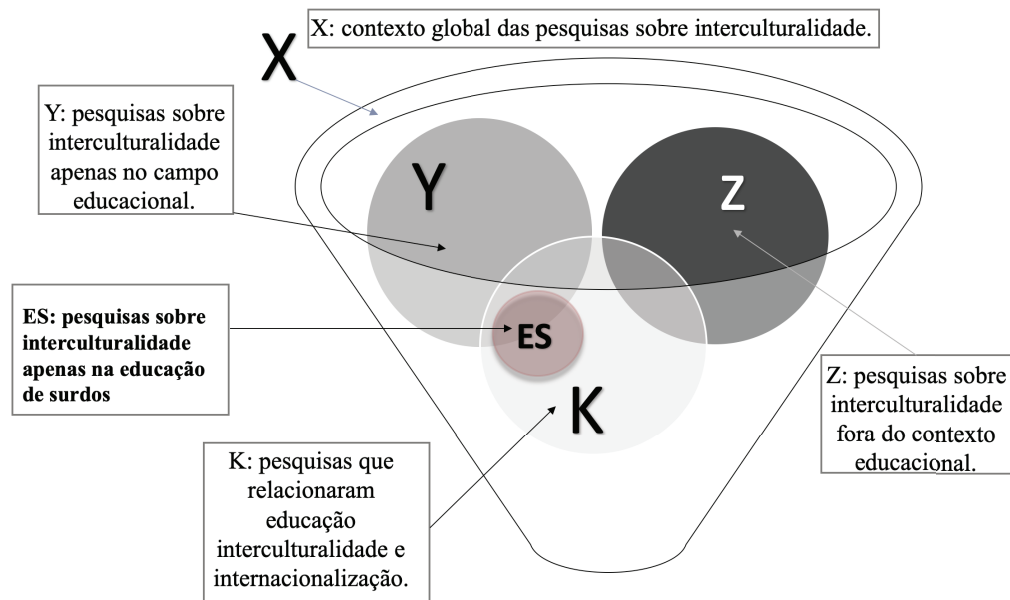 X: contexto global das pesquisas sobre interculturalidade.
X
Y: pesquisas sobre
interculturalidade
apenas no campo
educacional.
Y
Z
ES: pesquisas sobre
interculturalidade
apenas na educação
de surdos
ES
K
Z: pesquisas sobre
interculturalidade
fora do contexto
educacional.
K: pesquisas que
relacionaram
educação
interculturalidade e
internacionalização.